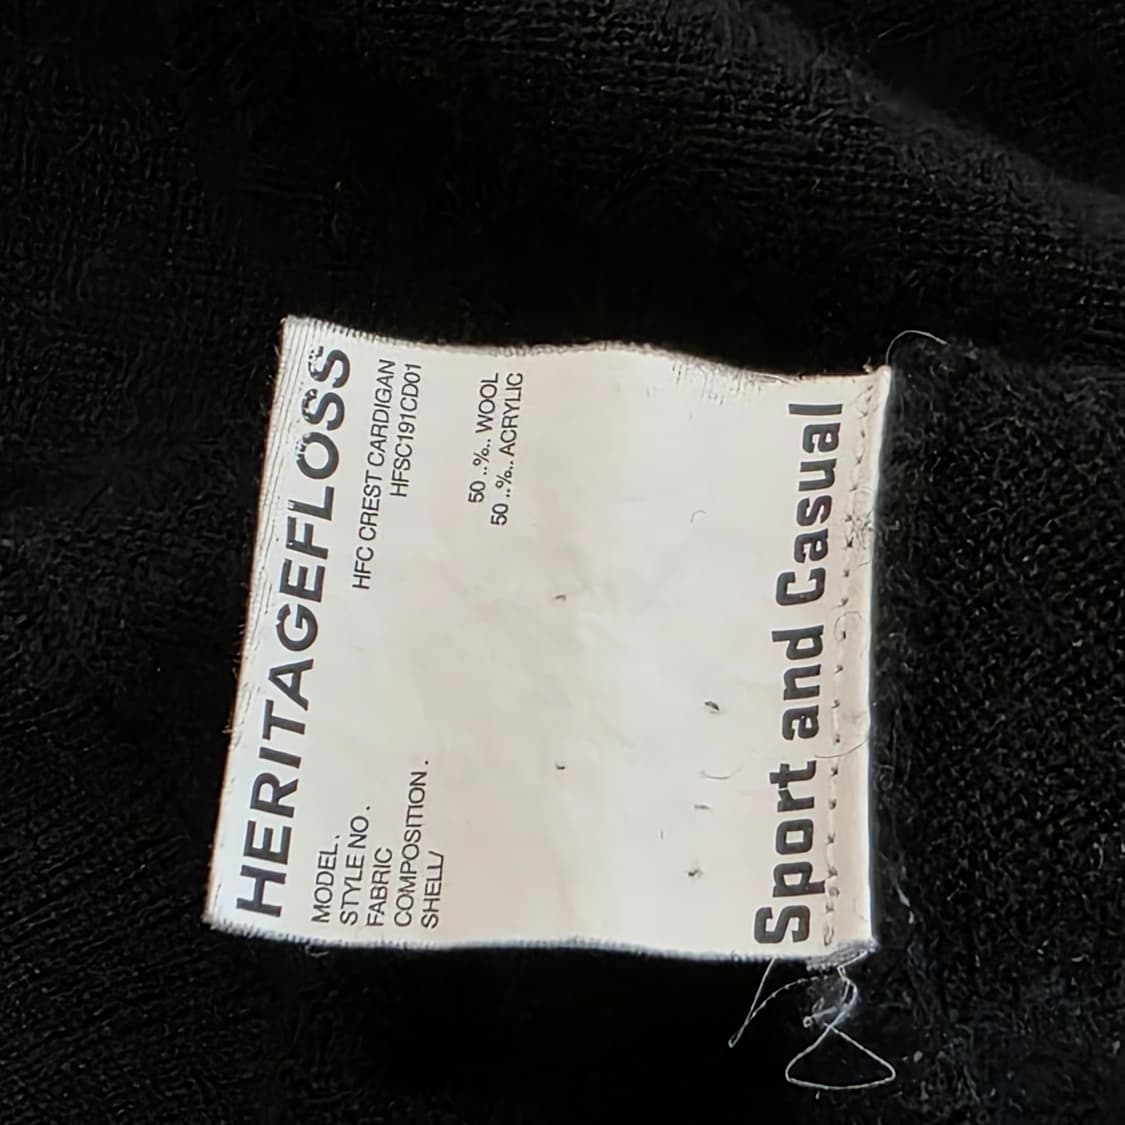 HERITAGEFLOSS
MODEL. HFC CREST CARDIGAN
STYLE NO. HFSC191CD01
FABRIC
COMPOSITION.
SHELL/ 50 ..%.. WOOL
50 ..%.. ACRYLIC
Sport and Casual